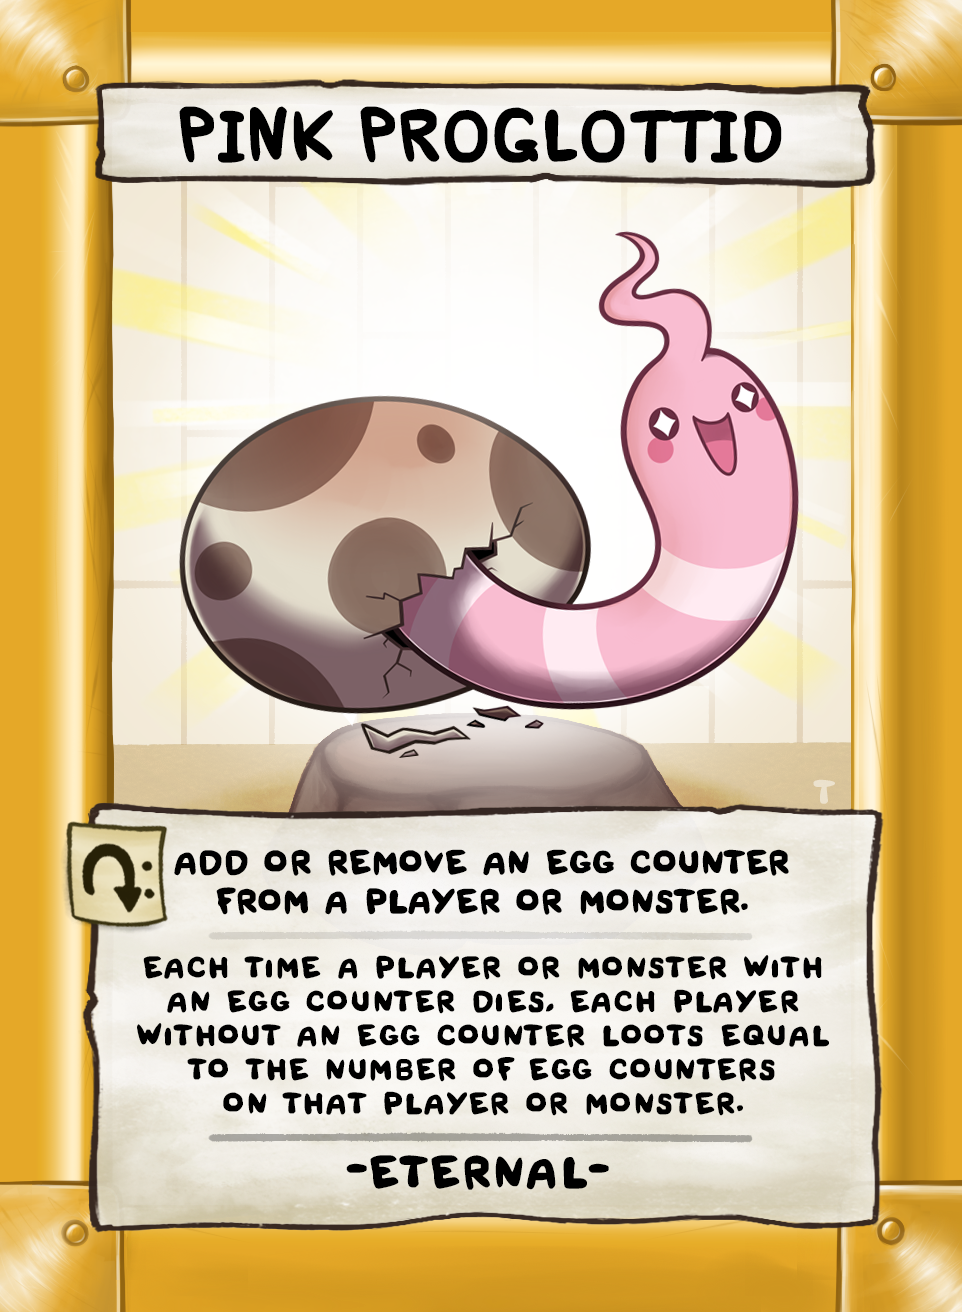 PINK PROGLOTTID
T
ADD OR REMOVE AN EGG COUNTER
FROM A PLAYER OR MONSTER.
EACH TIME A PLAYER OR MONSTER WITH
AN EGG COUNTER DIES, EACH PLAYER
WITHOUT AN EGG COUNTER LOOTS EQUAL
TO THE NUMBER OF EGG COUNTERS
ON THAT PLAYER OR MONSTER.
-ETERNAL-